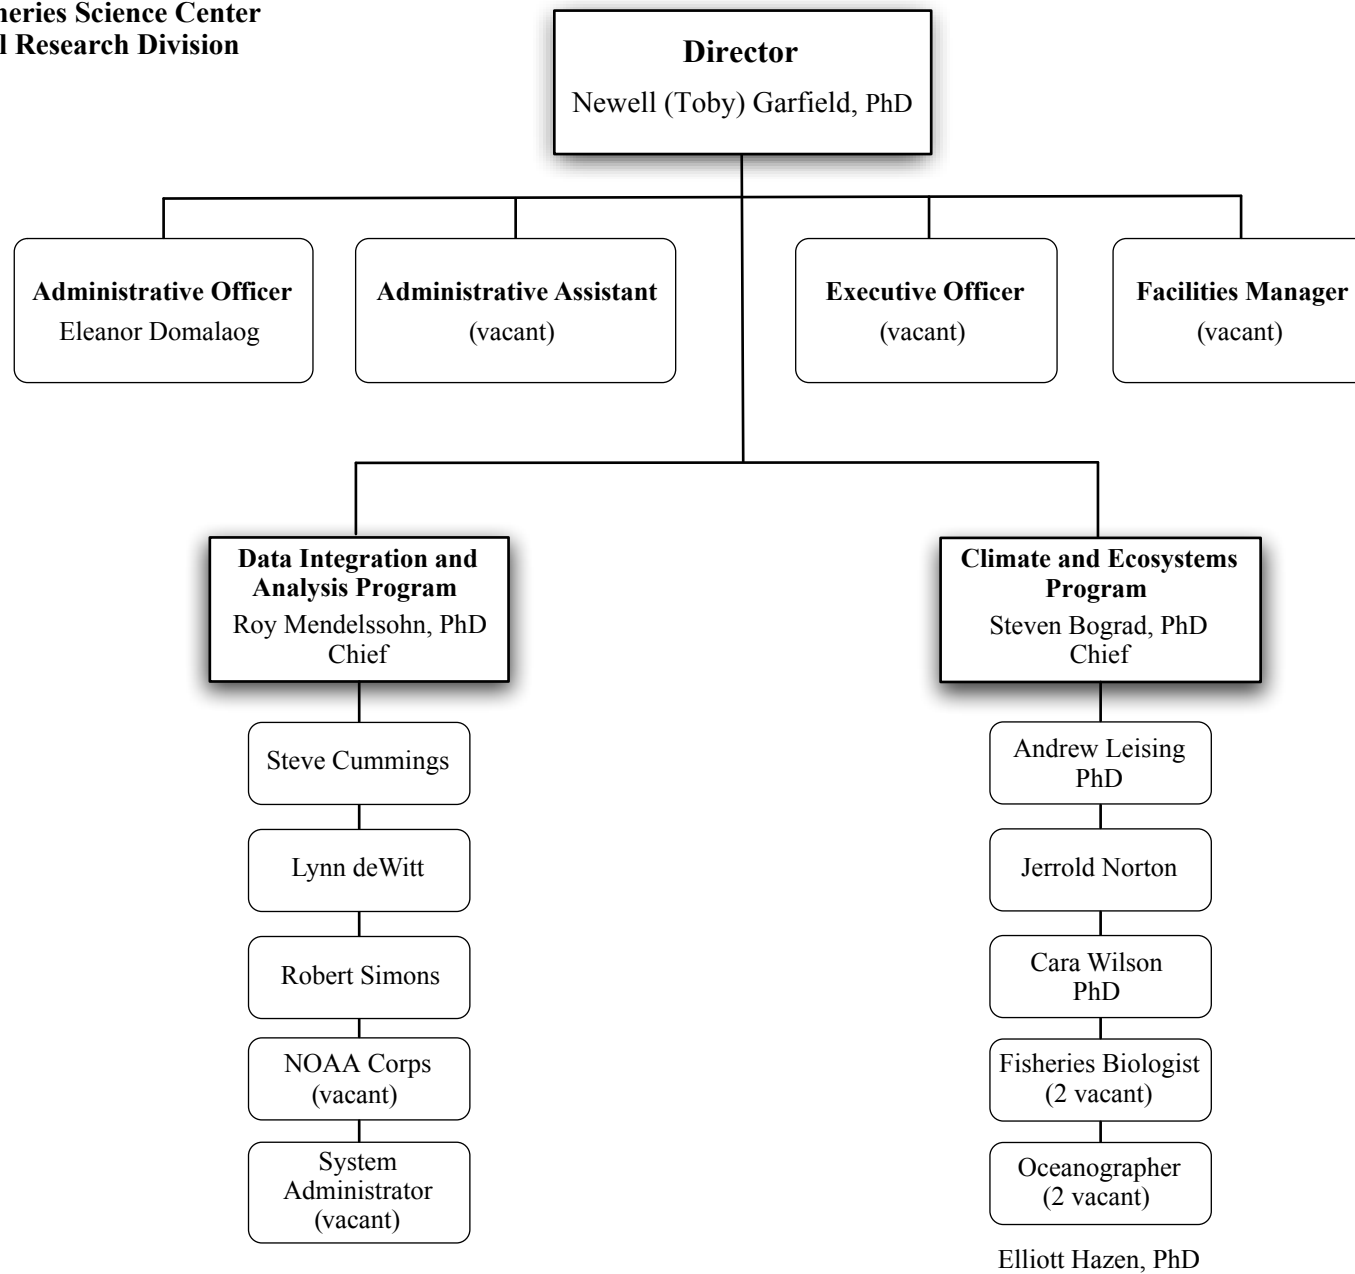 Science Center
Research Division
Director
Newell (Toby) Garfield, PhD
Administrative Officer
Eleanor Domalaog
Administrative Assistant
(vacant)
Executive Officer
(vacant)
Facilities Manager
(vacant)
Data Integration and
Analysis Program
Roy Mendelssohn, PhD
Chief
Climate and Ecosystems
Program
Steven Bograd, PhD
Chief
Steve Cummings
Lynn deWitt
Robert Simons
NOAA Corps
(vacant)
System
Administrator
(vacant)
Andrew Leising
PhD
Jerrold Norton
Cara Wilson
PhD
Fisheries Biologist
(2 vacant)
Oceanographer
(2 vacant)
Elliott Hazen, PhD